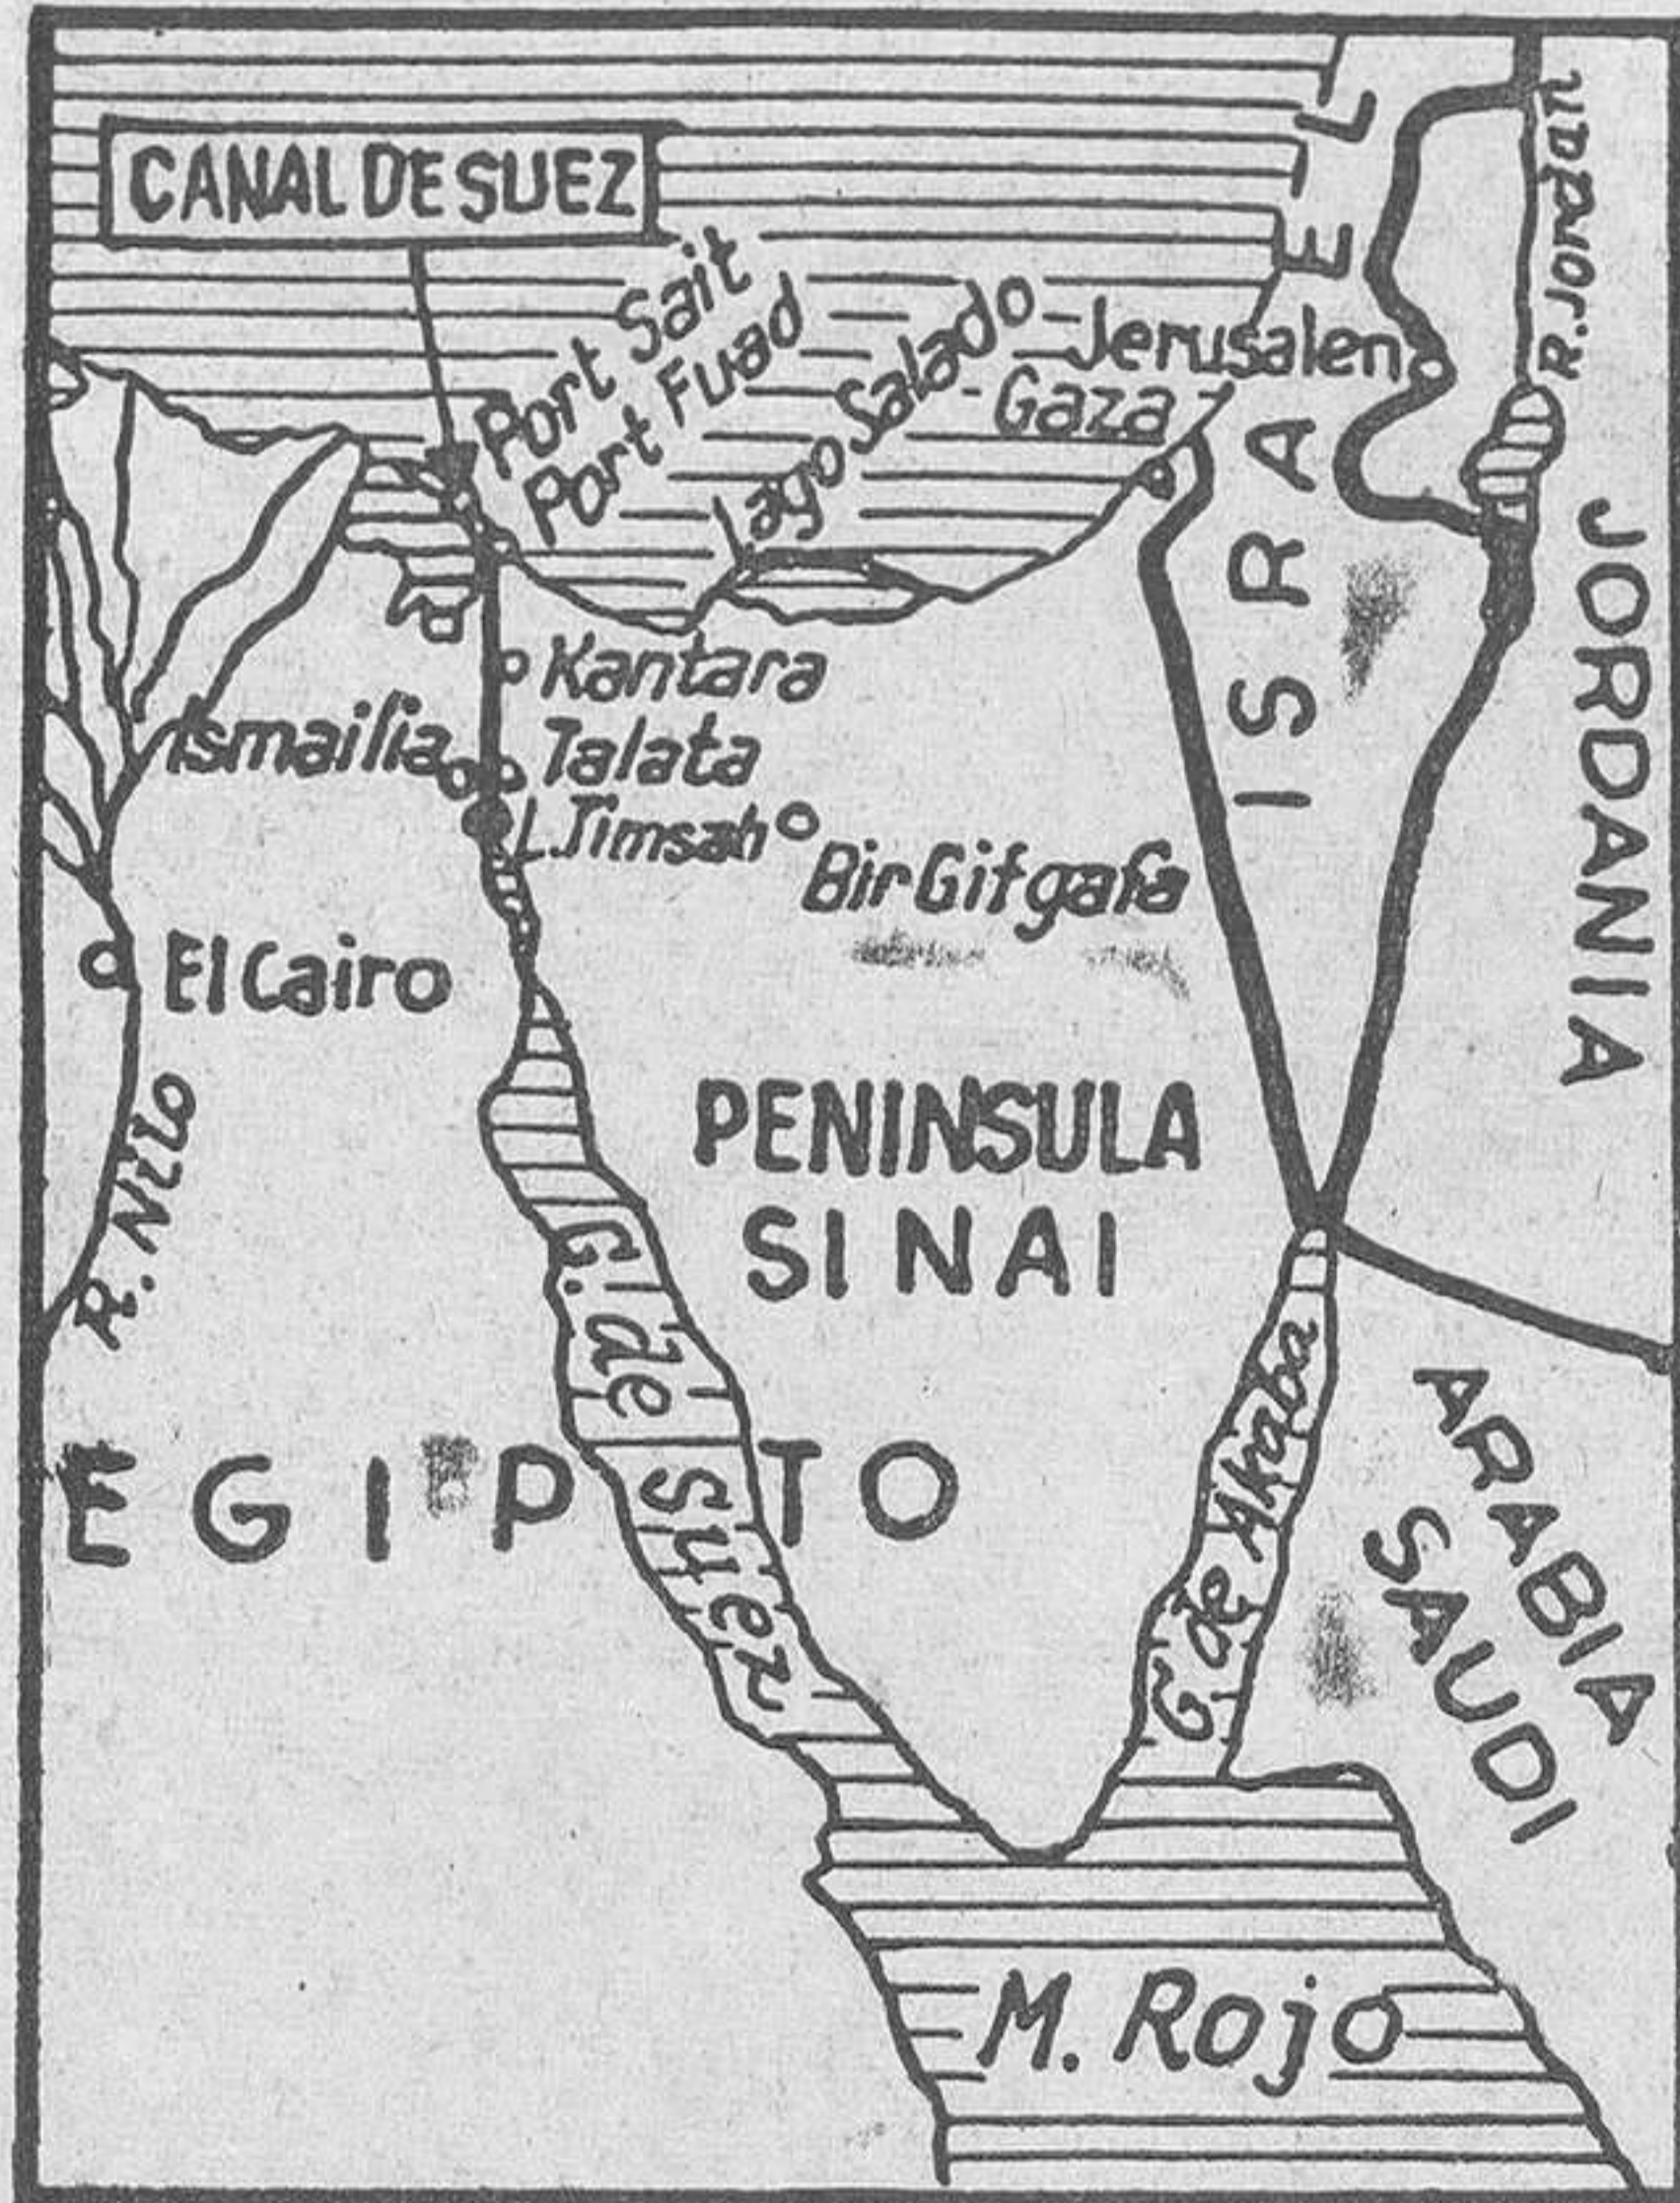 CANAL DE SUEZ
Port Sait
Port Fuad
Lago Salado
Jerusalen
Gaza
ISRAEL
R. Jordan
JORDANIA
Kantara
Ismailia
Talata
L. Timsah
Bir Gifgafa
El Cairo
R. Nilo
PENINSULA
SINAI
G. de Suez
EGIPTO
G de Akaba
ARABIA
SAUDI
M. Rojo